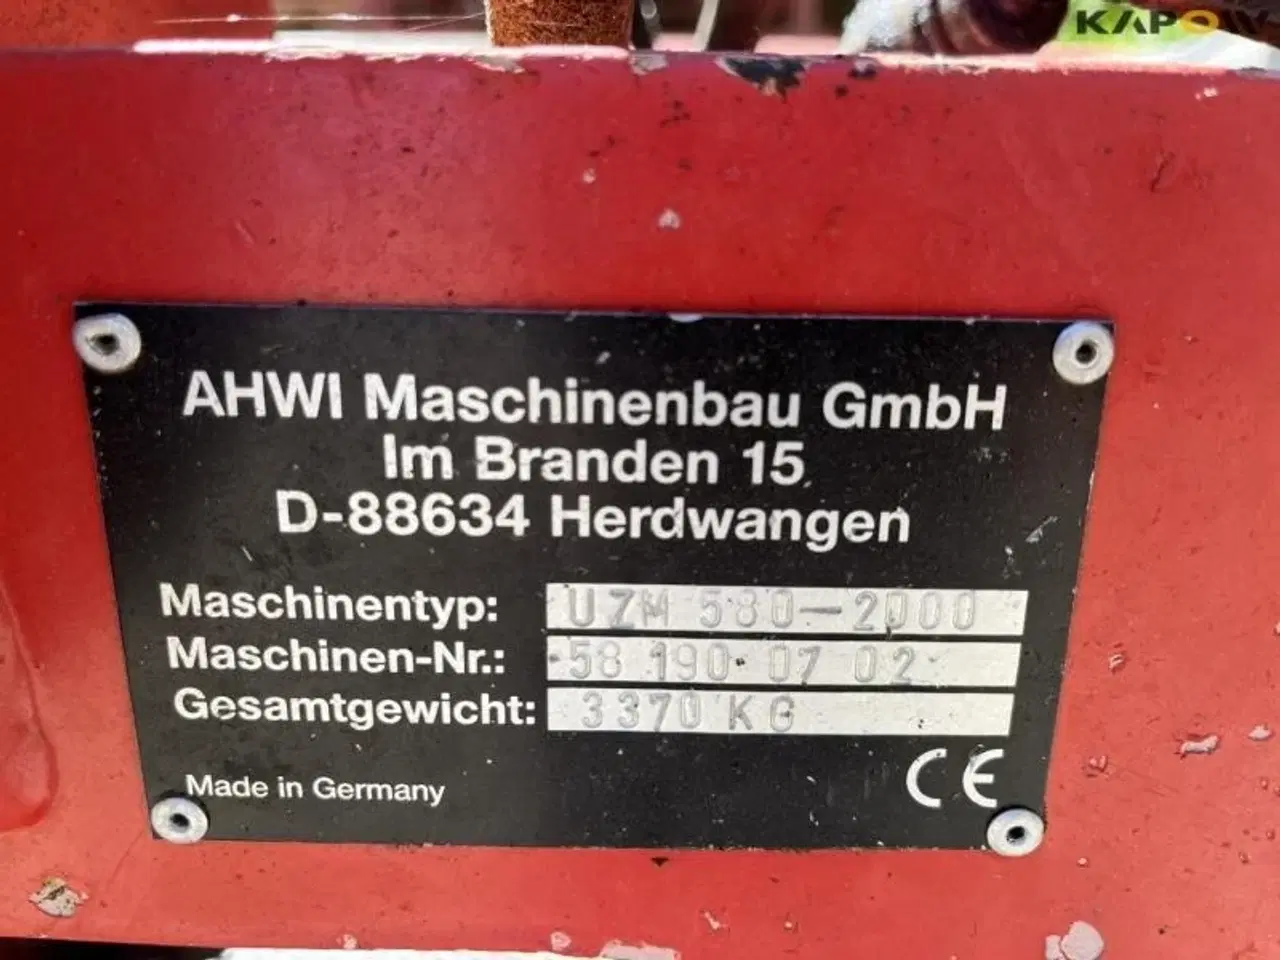 KAPOW
AHWI Maschinenbau GmbH
Im Branden 15
D-88634 Herdwangen
Maschinentyp: UZM 580-2000
Maschinen-Nr.: 58 190 07 02
Gesamtgewicht: 3370 KG
Made in Germany CE